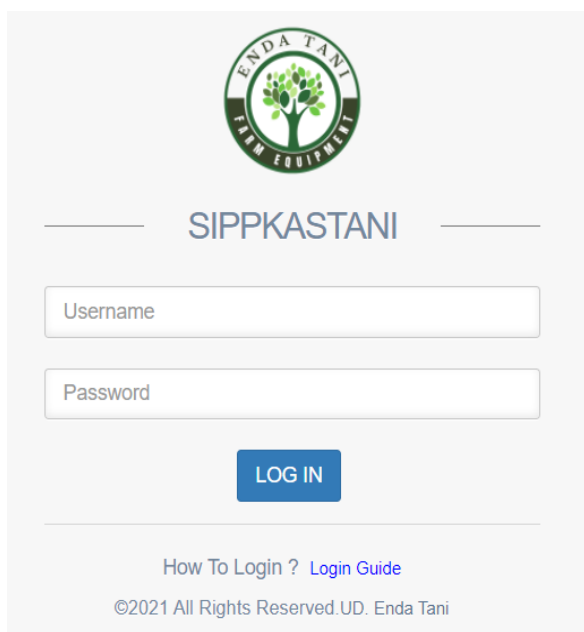 ENDA TANI
FARM EQUIPMENT
SIPPKASTANI
Username
Password
LOG IN
How To Login ? Login Guide
©2021 All Rights Reserved.UD. Enda Tani